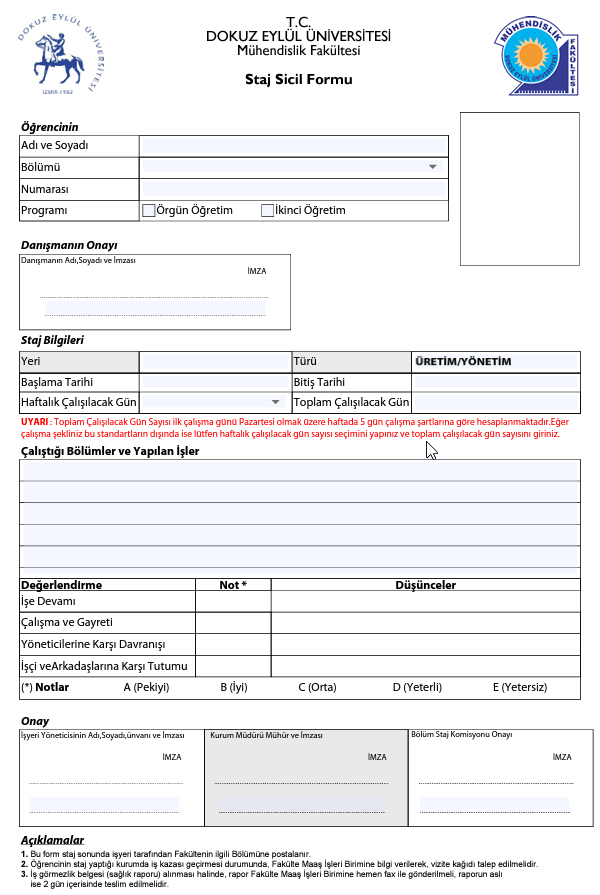 T.C.
DOKUZ EYLÜL ÜNİVERSİTESİ
Mühendislik Fakültesi
Staj Sicil Formu
DOKUZ EYLÜL ÜNİVERSİTESİ
İZMİR-1982
MÜHENDİSLİK
FAKÜLTESİ
DOKUZ EYLÜL ÜNİVERSİTESİ
Öğrencinin
Adı ve Soyadı
Bölümü
Numarası
Programı Örgün Öğretim İkinci Öğretim
Danışmanın Onayı
Danışmanın Adı,Soyadı ve İmzası
İMZA
Staj Bilgileri
Yeri Türü ÜRETİM/YÖNETİM
Başlama Tarihi Bitiş Tarihi
Haftalık Çalışılacak Gün Toplam Çalışılacak Gün
UYARI : Toplam Çalışılacak Gün Sayısı ilk çalışma günü Pazartesi olmak üzere haftada 5 gün çalışma şartlarına göre hesaplanmaktadır.Eğer
çalışma şekliniz bu standartların dışında ise lütfen haftalık çalışılacak gün sayısı seçimini yapınız ve toplam çalışılacak gün sayısını giriniz.
Çalıştığı Bölümler ve Yapılan İşler
Değerlendirme Not * Düşünceler
İşe Devamı
Çalışma ve Gayreti
Yöneticilerine Karşı Davranışı
İşçi veArkadaşlarına Karşı Tutumu
(*) Notlar A (Pekiyi) B (İyi) C (Orta) D (Yeterli) E (Yetersiz)
Onay
İşyeri Yöneticisinin Adı,Soyadı,ünvanı ve İmzası Kurum Müdürü Mühür ve İmzası Bölüm Staj Komisyonu Onayı
İMZA İMZA İMZA
Açıklamalar
1. Bu form staj sonunda işyeri tarafından Fakültenin ilgili Bölümüne postalanır.
2. Öğrencinin staj yaptığı kurumda iş kazası geçirmesi durumunda, Fakülte Maaş İşleri Birimine bilgi verilerek, vizite kağıdı talep edilmelidir.
3. İş görmezlik belgesi (sağlık raporu) alınması halinde, rapor Fakülte Maaş İşleri Birimine hemen fax ile gönderilmeli, raporun aslı
ise 2 gün içerisinde teslim edilmelidir.